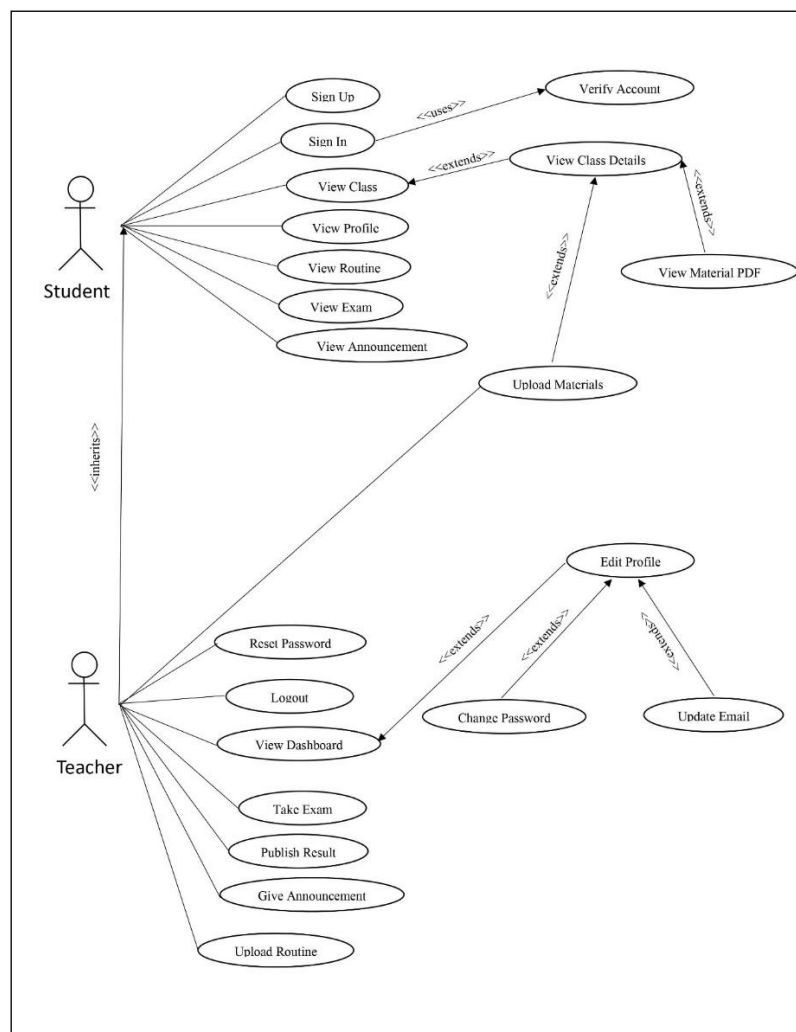 Sign Up
Verify Account
<<uses>>
Sign In
<<extends>>
View Class Details
View Class
<<extends>>
View Profile
<<extends>>
View Routine
View Material PDF
Student
View Exam
View Announcement
Upload Materials
<<inherits>>
Edit Profile
<<extends>>
<<extends>>
<<extends>>
Reset Password
Logout
Change Password
Update Email
View Dashboard
Teacher
Take Exam
Publish Result
Give Announcement
Upload Routine